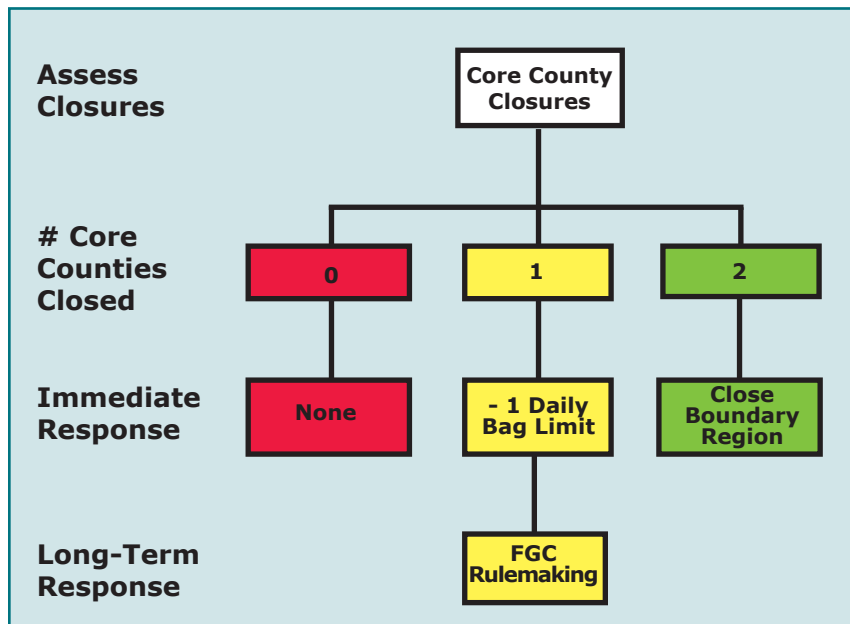 Assess
Closures
Core County
Closures
# Core
Counties
Closed
0
1
2
Immediate
Response
None
- 1 Daily
Bag Limit
Close
Boundary
Region
Long-Term
Response
FGC
Rulemaking